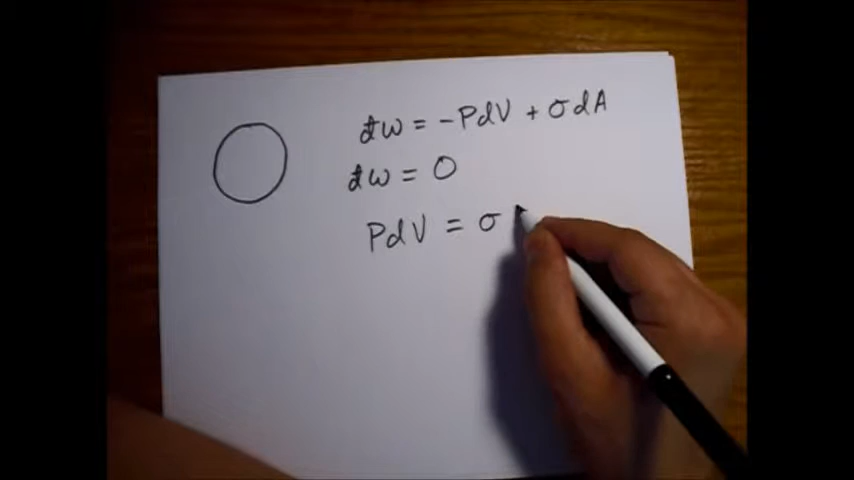 đw = -PdV + σdA
đw = 0
PdV = σ